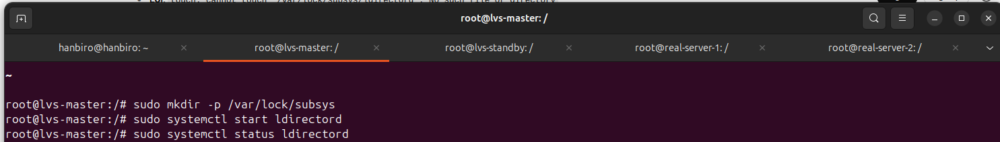 root@lvs-master: /
hanbiro@hanbiro: ~ × root@lvs-master: / × root@lvs-standby: / × root@real-server-1: / × root@real-server-2: / ×
~
root@lvs-master:/# sudo mkdir -p /var/lock/subsys
root@lvs-master:/# sudo systemctl start ldirectord
root@lvs-master:/# sudo systemctl status ldirectord